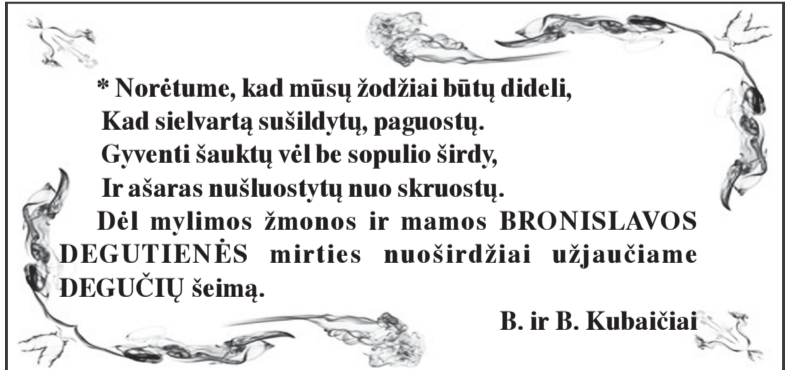 * Norėtume, kad mūsų žodžiai būtų dideli,
Kad sielvartą sušildytų, paguostų.
Gyventi šauktų vėl be sopulio širdy,
Ir ašaras nušluostytų nuo skruostų.
Dėl mylimos žmonos ir mamos BRONISLAVOS
DEGUTIENĖS mirties nuoširdžiai užjaučiame
DEGUČIŲ šeimą.
B. ir B. Kubaičiai